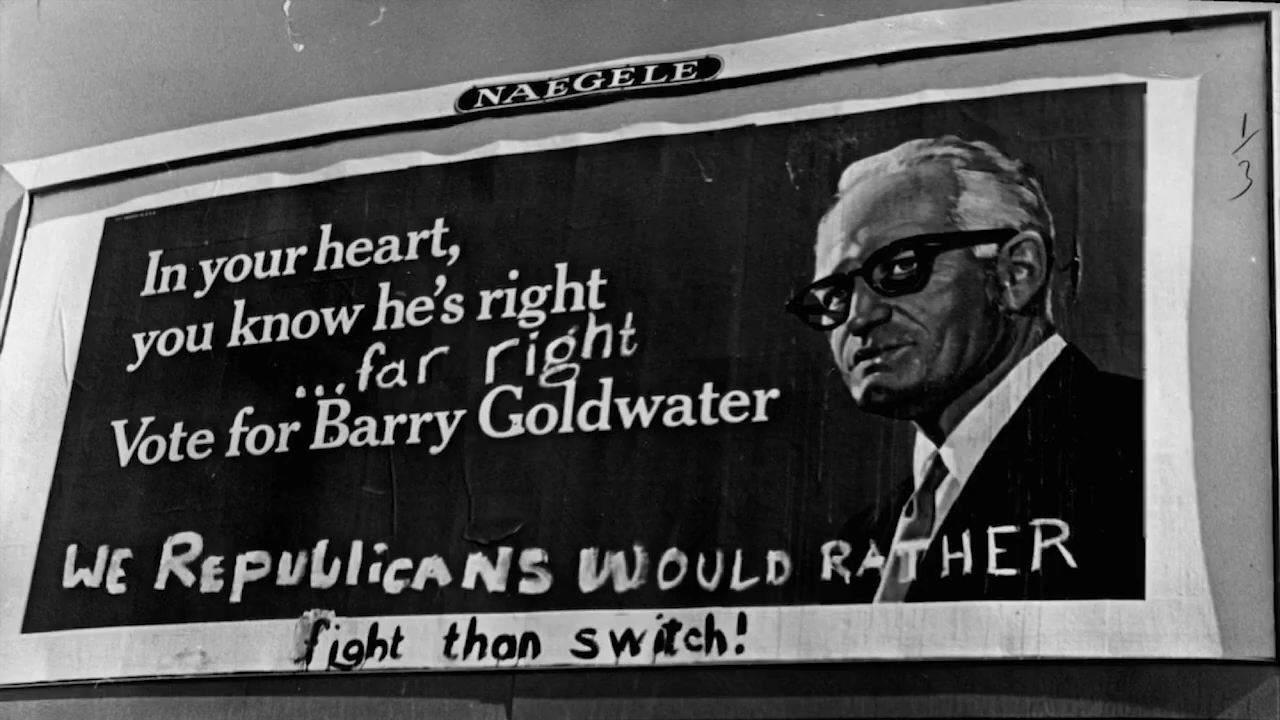 NAEGELE
In your heart,
you know he's right
...far right
Vote for Barry Goldwater
WE REPUBLICANS WOULD RATHER
fight than switch!